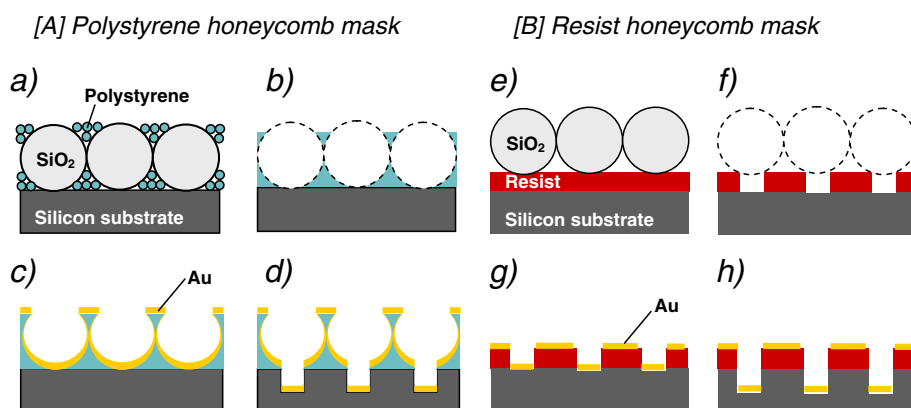 [A] Polystyrene honeycomb mask
[B] Resist honeycomb mask
a)
Polystyrene
SiO2
Silicon substrate
b)
c)
Au
d)
e)
SiO2
Resist
Silicon substrate
f)
g)
Au
h)